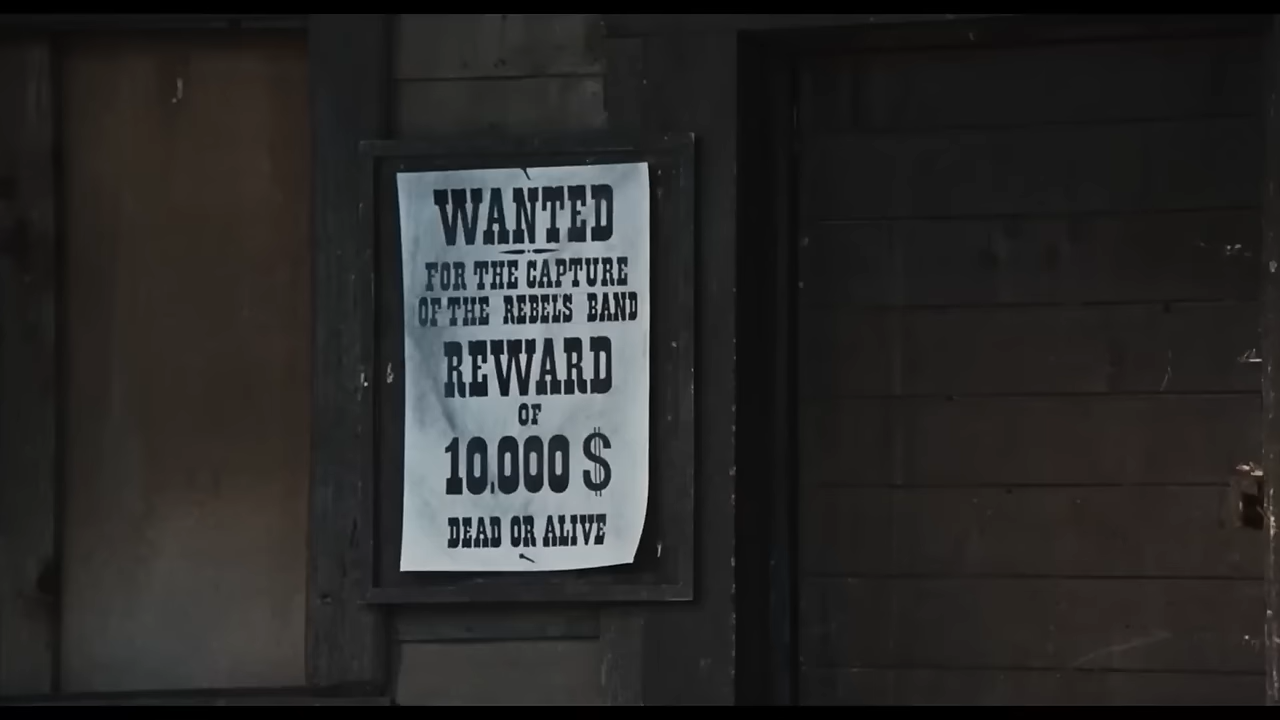 WANTED
FOR THE CAPTURE
OF THE REBELS BAND
REWARD
OF
10.000 $
DEAD OR ALIVE